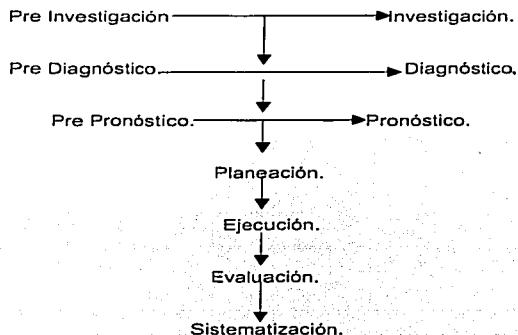 Pre Investigación Investigación.
Pre Diagnóstico. Diagnóstico.
Pre Pronóstico. Pronóstico.
Planeación.
Ejecución.
Evaluación.
Sistematización.